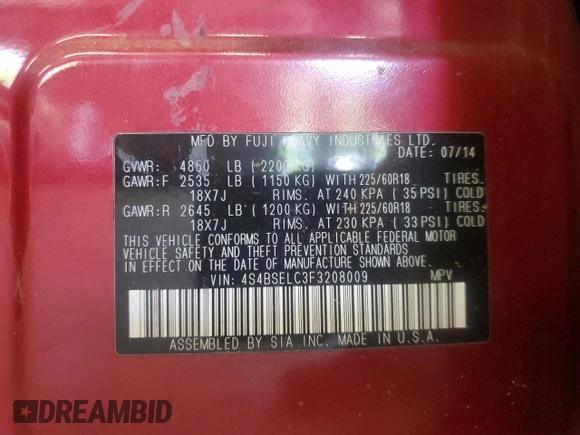 MFD BY FUJI HEAVY INDUSTRIES LTD.
DATE: 07/14
GVWR: 4850 LB (2200 KG)
GAWR:F 2535 LB (1150 KG) WITH 225/60R18 TIRES.
18X7J RIMS. AT 240 KPA ( 35 PSI) COLD
GAWR:R 2645 LB (1200 KG) WITH 225/60R18 TIRES.
18X7J RIMS. AT 230 KPA ( 33 PSI) COLD
THIS VEHICLE CONFORMS TO ALL APPLICABLE FEDERAL MOTOR
VEHICLE SAFETY AND THEFT PREVENTION STANDARDS
IN EFFECT ON THE DATE OF MANUFACTURE SHOWN ABOVE.
VIN: 4S4BSELC3F3208009 MPV
ASSEMBLED BY SIA INC. MADE IN U.S.A.
DREAMBID